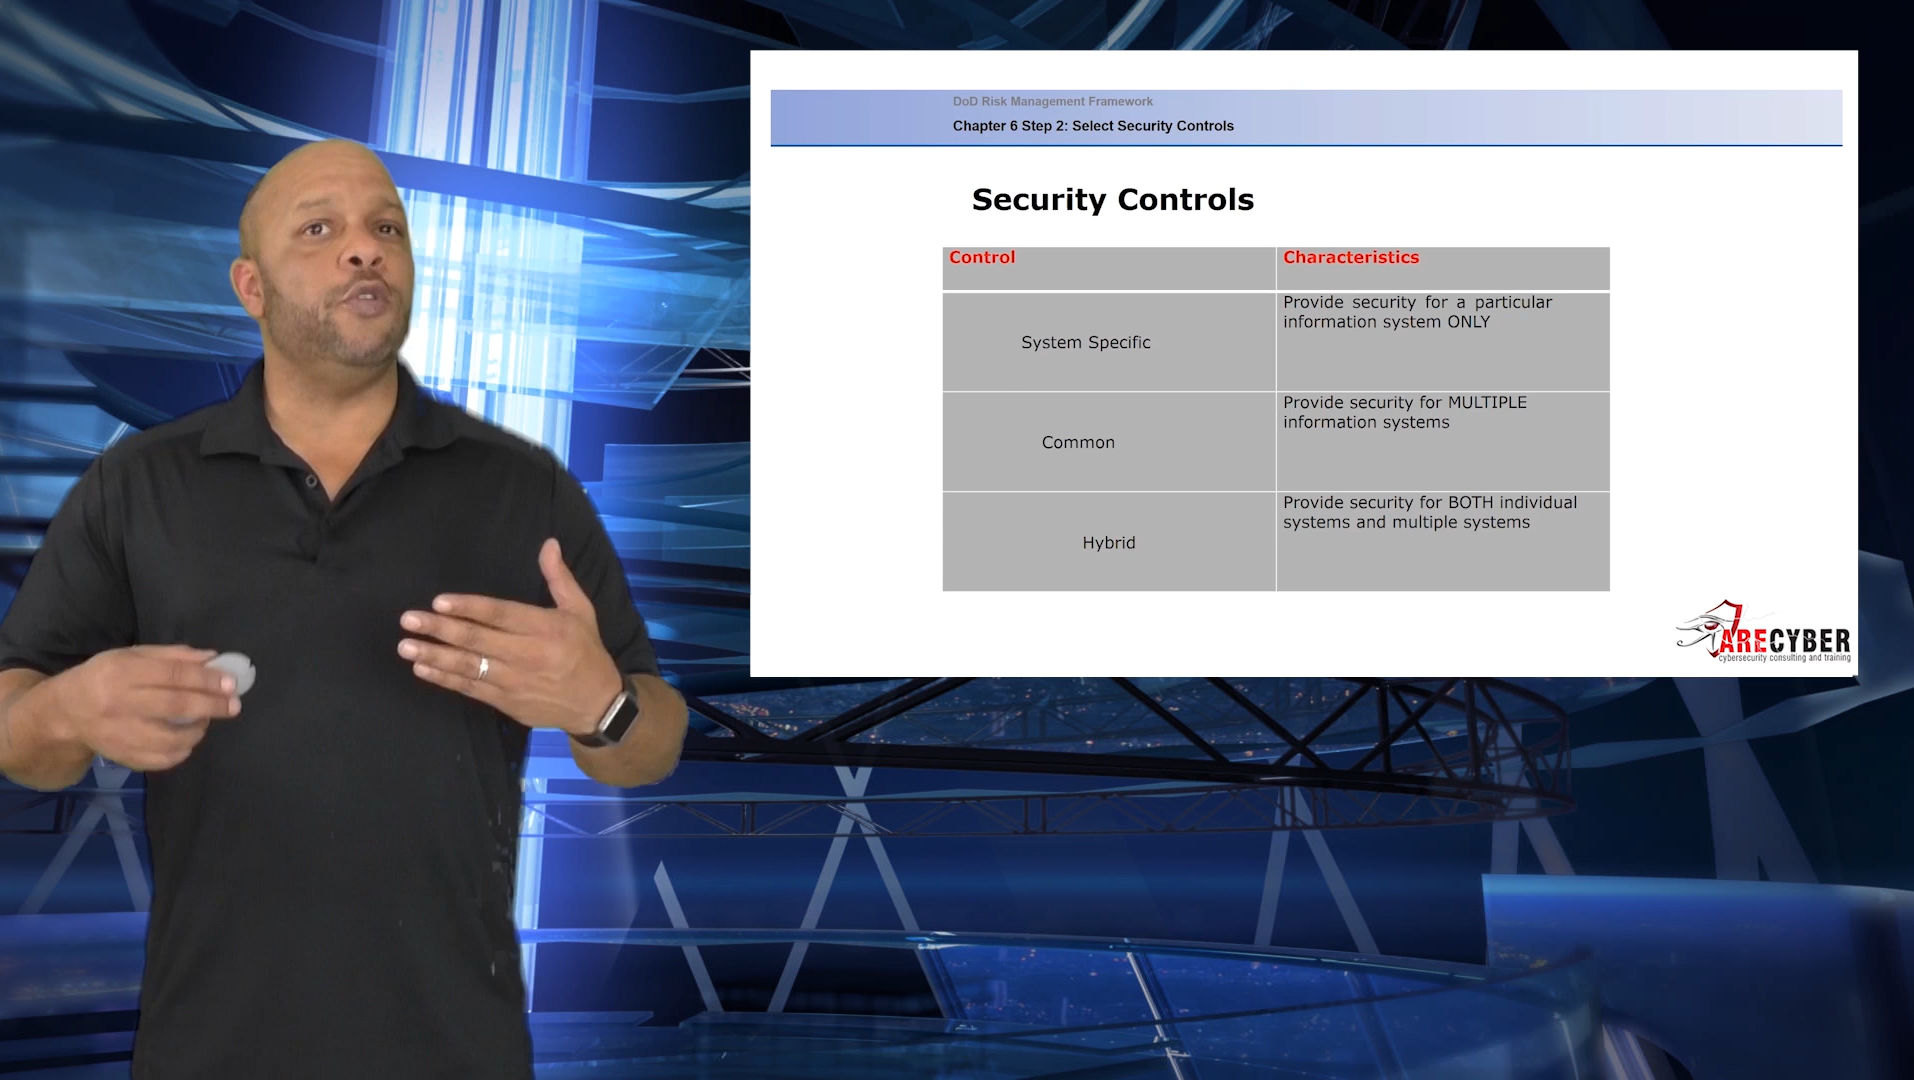 DoD Risk Management Framework
Chapter 6 Step 2: Select Security Controls
Security Controls
Control
Characteristics
System Specific
Provide security for a particular
information system ONLY
Common
Provide security for MULTIPLE
information systems
Hybrid
Provide security for BOTH individual
systems and multiple systems
ARECYBER
cybersecurity consulting and training